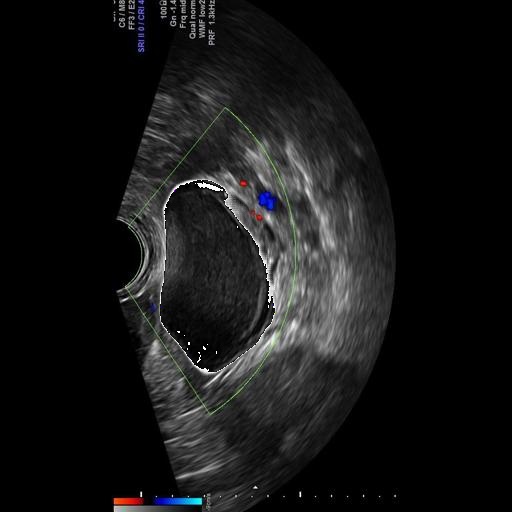 C6 / M8
FF3 / E2
SRI II 0 / CRI 4
100
Gn -1.4
Frq mid
Qual norm
WMF low2
PRF 1.3kHz